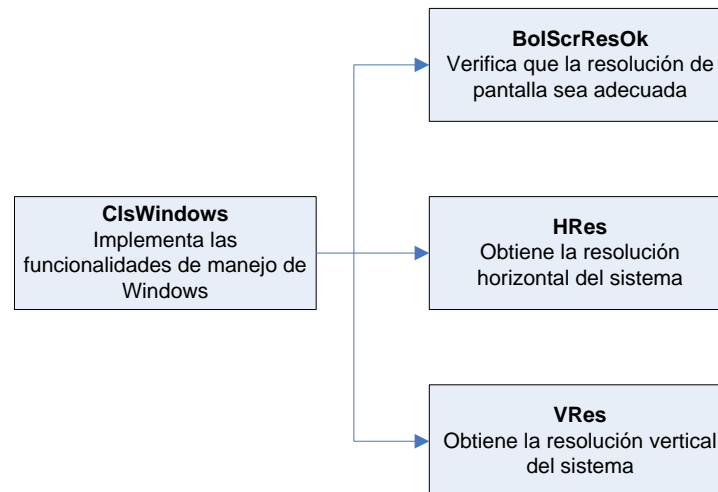 BolScrResOk
Verifica que la resolución de
pantalla sea adecuada
ClsWindows
Implementa las
funcionalidades de manejo de
Windows
HRes
Obtiene la resolución
horizontal del sistema
VRes
Obtiene la resolución vertical
del sistema